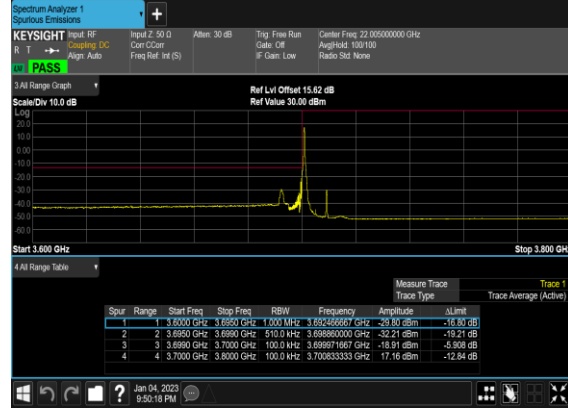 Spectrum Analyzer 1
Spurious Emissions
+
KEYSIGHT Input: RF Input Z: 50 Ω Atten: 30 dB Trig: Free Run Center Freq: 22.005000000 GHz
R T Coupling: DC Corr CCorr Gate: Off Avg|Hold: 100/100
Align: Auto Freq Ref: Int (S) IF Gain: Low Radio Std: None
PASS
3 All Range Graph
Ref Lvl Offset 15.62 dB
Scale/Div 10.0 dB Ref Value 30.00 dBm
Log
20.0
10.0
0.00
-10.0
-20.0
-30.0
-40.0
-50.0
-60.0
Start 3.600 GHz Stop 3.800 GH
4 All Range Table
Measure Trace Trace 1
Trace Type Trace Average (Active)
Spur Range Start Freq Stop Freq RBW Frequency Amplitude ΔLimit
1 1 3.6000 GHz 3.6950 GHz 1.000 MHz 3.692466667 GHz -29.80 dBm -16.80 dB
2 2 3.6950 GHz 3.6990 GHz 510.0 kHz 3.698860000 GHz -32.21 dBm -19.21 dB
3 3 3.6990 GHz 3.7000 GHz 100.0 kHz 3.699971667 GHz -18.91 dBm -5.908 dB
4 4 3.7000 GHz 3.8000 GHz 100.0 kHz 3.700833333 GHz 17.16 dBm -12.84 dB
? Jan 04, 2023
9:50:18 PM